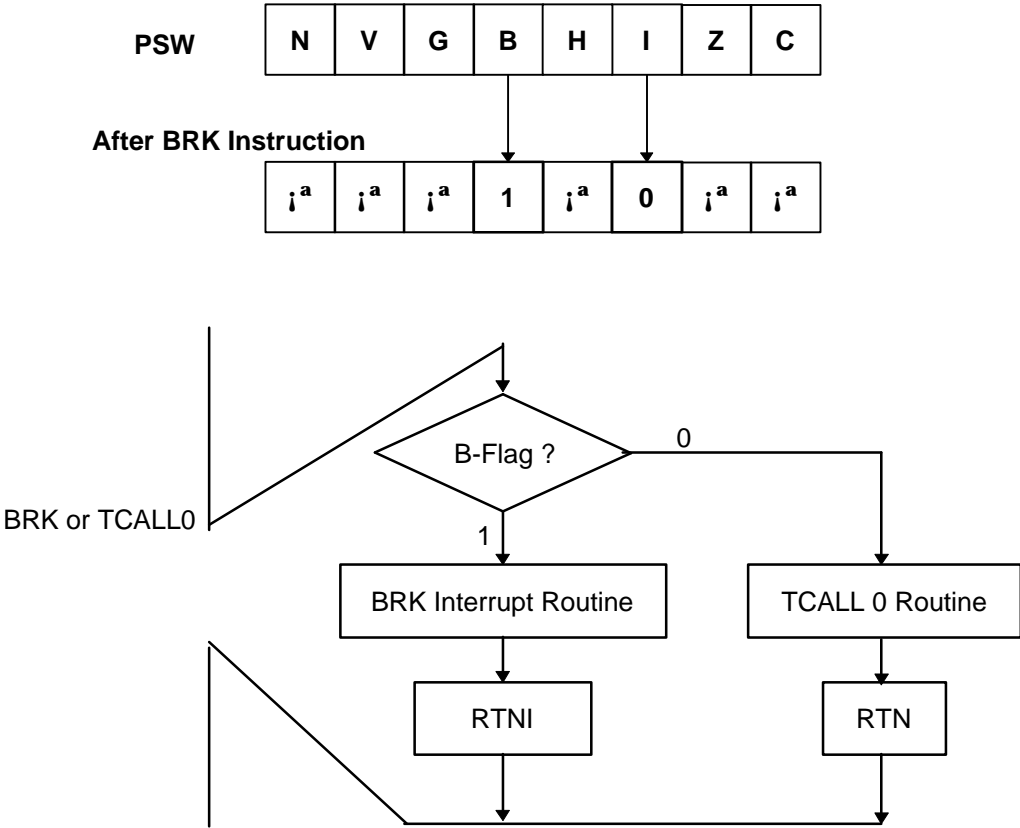 PSW N V G B H I Z C
After BRK Instruction
¡ª ¡ª ¡ª 1 ¡ª 0 ¡ª ¡ª
B-Flag ?
0
BRK or TCALL0
1
BRK Interrupt Routine
TCALL 0 Routine
RTNI
RTN